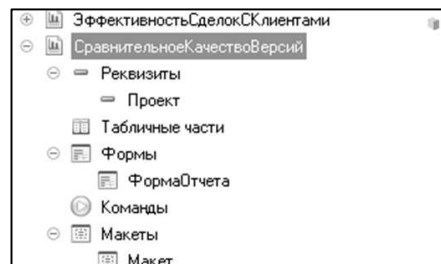 ЭффективностьСделокСКлиентами
СравнительноеКачествоВерсий
Реквизиты
Проект
Табличные части
Формы
ФормаОтчета
Команды
Макеты
Макет